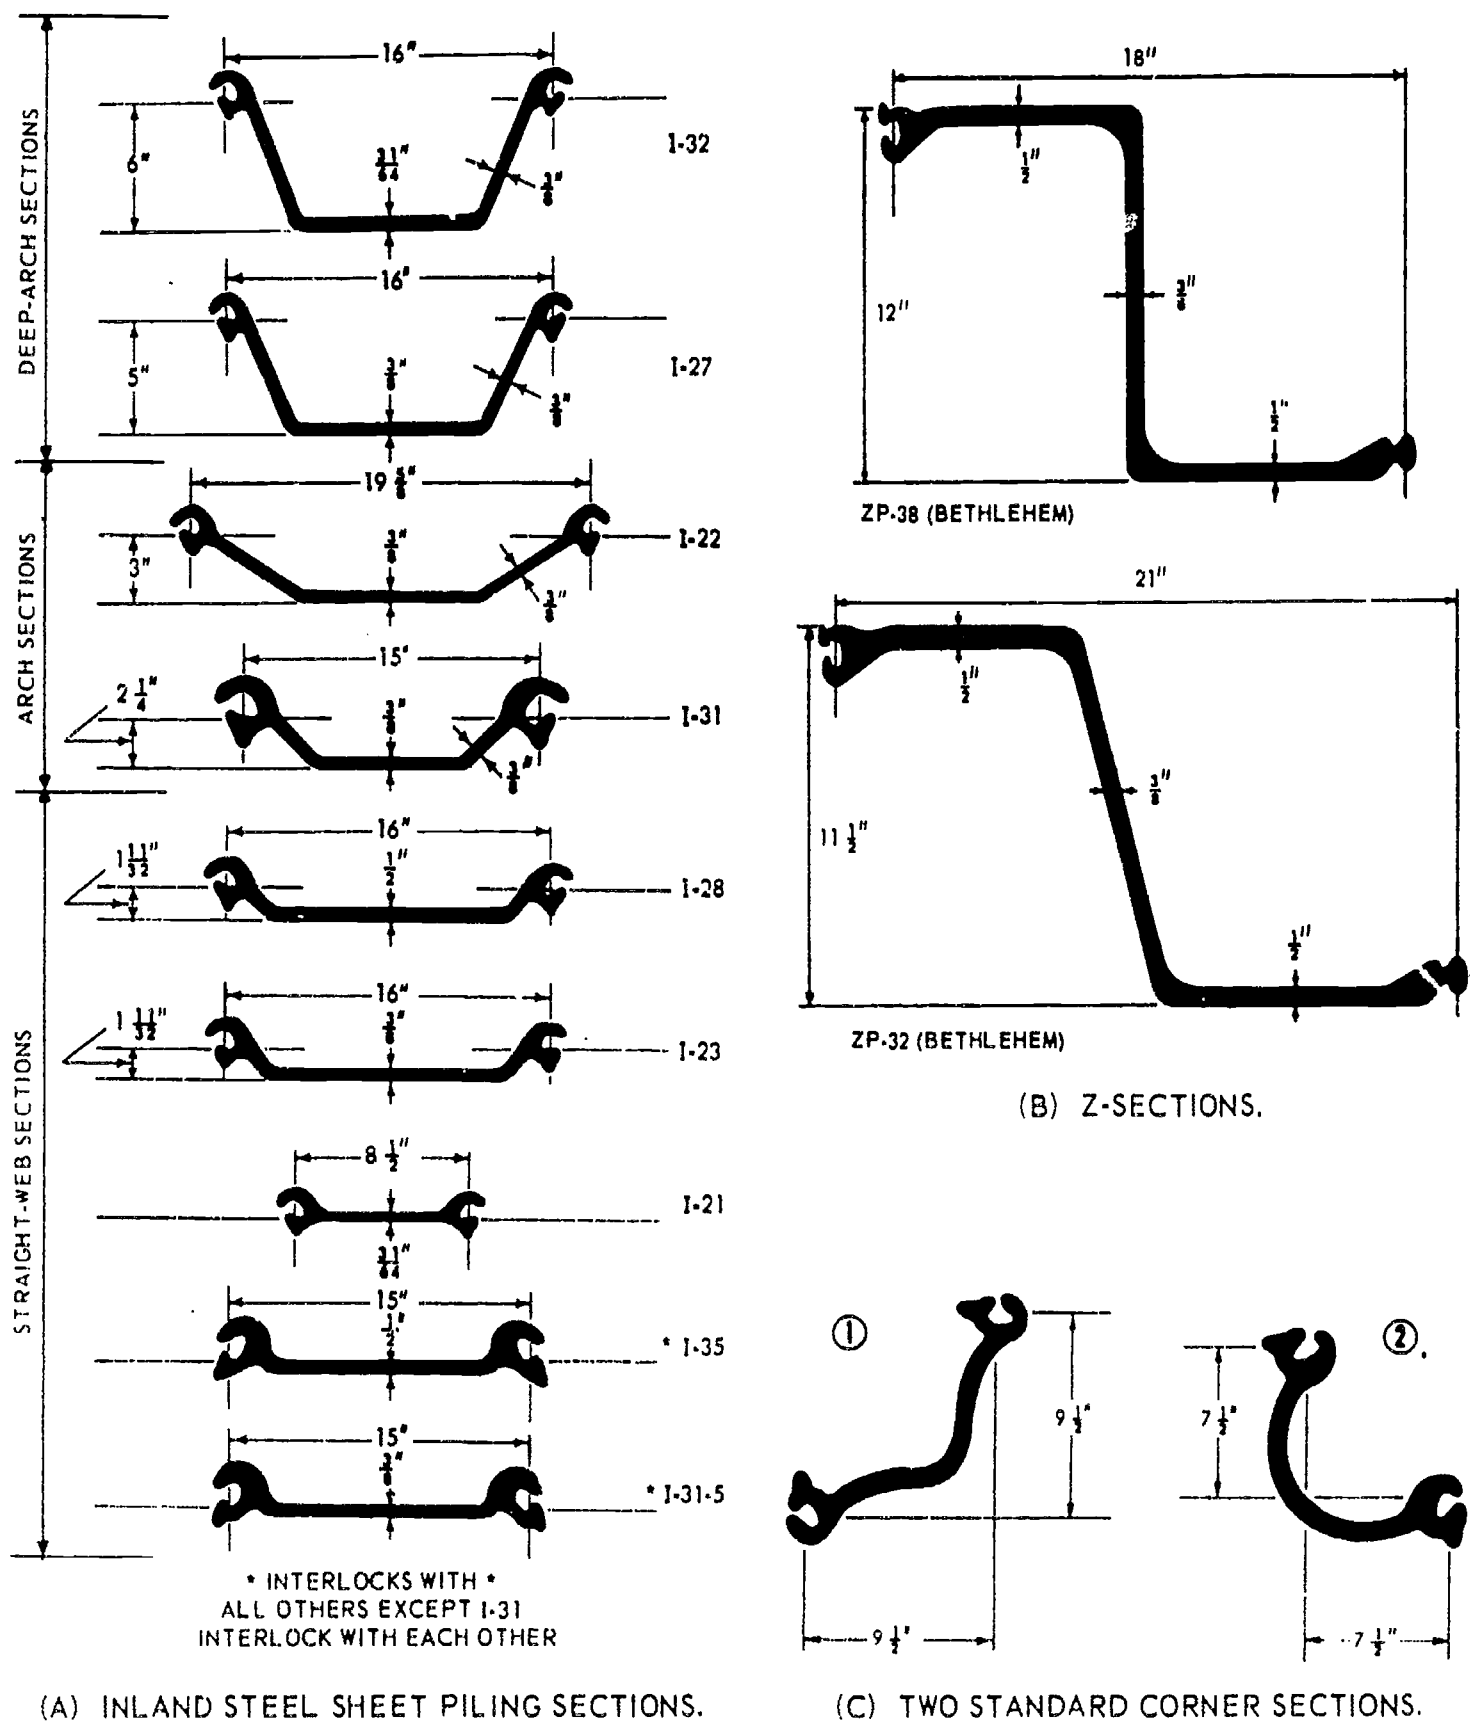 DEEP-ARCH SECTIONS
16"
6"
31/64"
3/8"
I-32
16"
5"
3/8"
3/8"
I-27
ARCH SECTIONS
19 5/8"
3"
3/8"
3/8"
I-22
15"
2 1/4"
3/8"
3/8"
I-31
STRAIGHT-WEB SECTIONS
16"
1 11/32"
1/2"
I-28
16"
1 11/32"
3/8"
I-23
8 1/2"
I-21
31/64"
15"
1/2"
* I-35
15"
3/8"
* I-31-5
* INTERLOCKS WITH *
ALL OTHERS EXCEPT I-31
INTERLOCK WITH EACH OTHER
(A) INLAND STEEL SHEET PILING SECTIONS.
18"
1/2"
12"
3/8"
1/2"
ZP-38 (BETHLEHEM)
21"
1/2"
11 1/2"
3/8"
1/2"
ZP-32 (BETHLEHEM)
(B) Z-SECTIONS.
1
9 1/2"
9 1/2"
2
7 1/2"
7 1/2"
(C) TWO STANDARD CORNER SECTIONS.